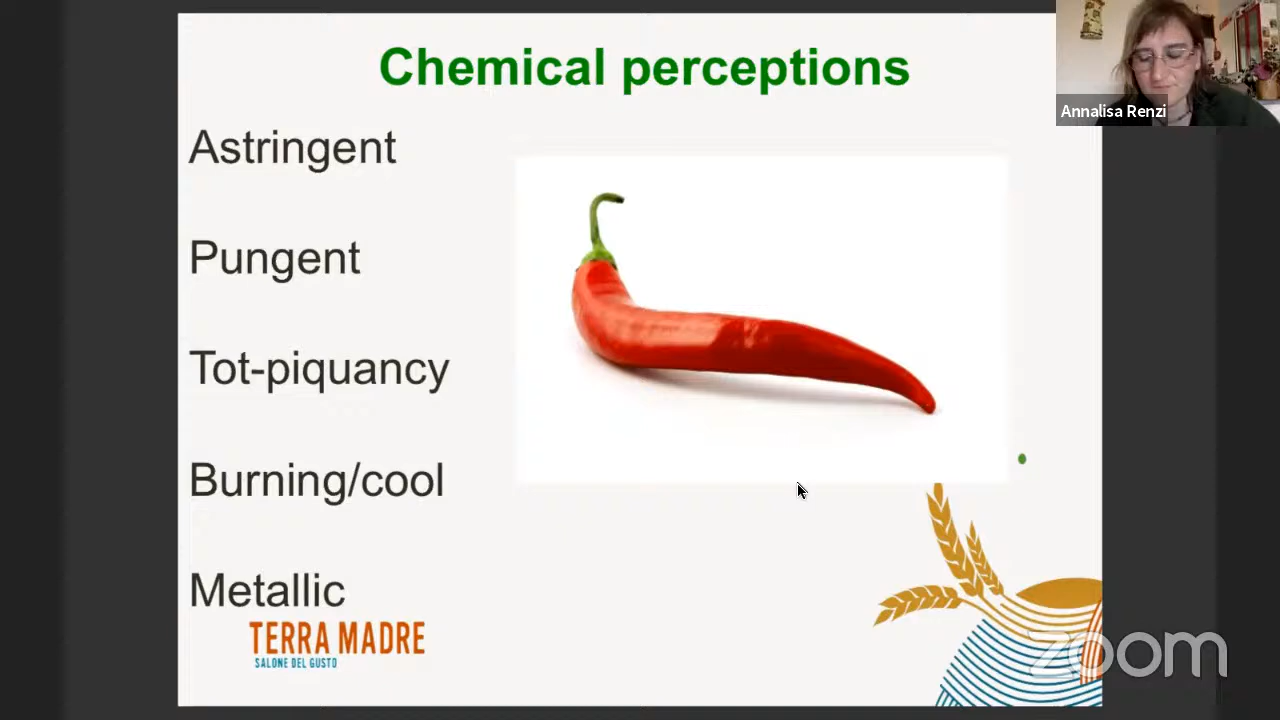 Chemical perceptions
Annalisa Renzi
Astringent
Pungent
Tot-piquancy
Burning/cool
Metallic
TERRA MADRE
SALONE DEL GUSTO
zoom